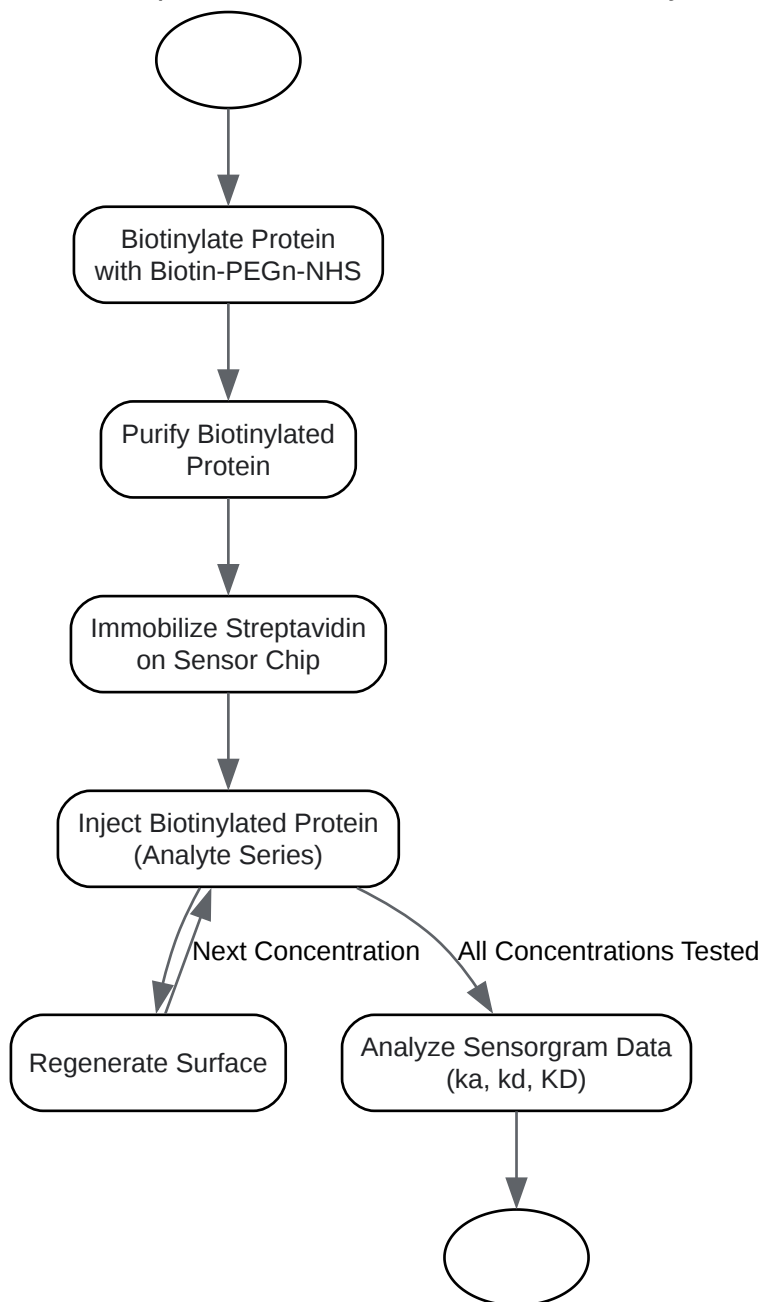 Biotinylate Protein
with Biotin-PEGn-NHS
Purify Biotinylated
Protein
Immobilize Streptavidin
on Sensor Chip
Inject Biotinylated Protein
(Analyte Series)
Next Concentration
All Concentrations Tested
Regenerate Surface
Analyze Sensorgram Data
(ka, kd, KD)